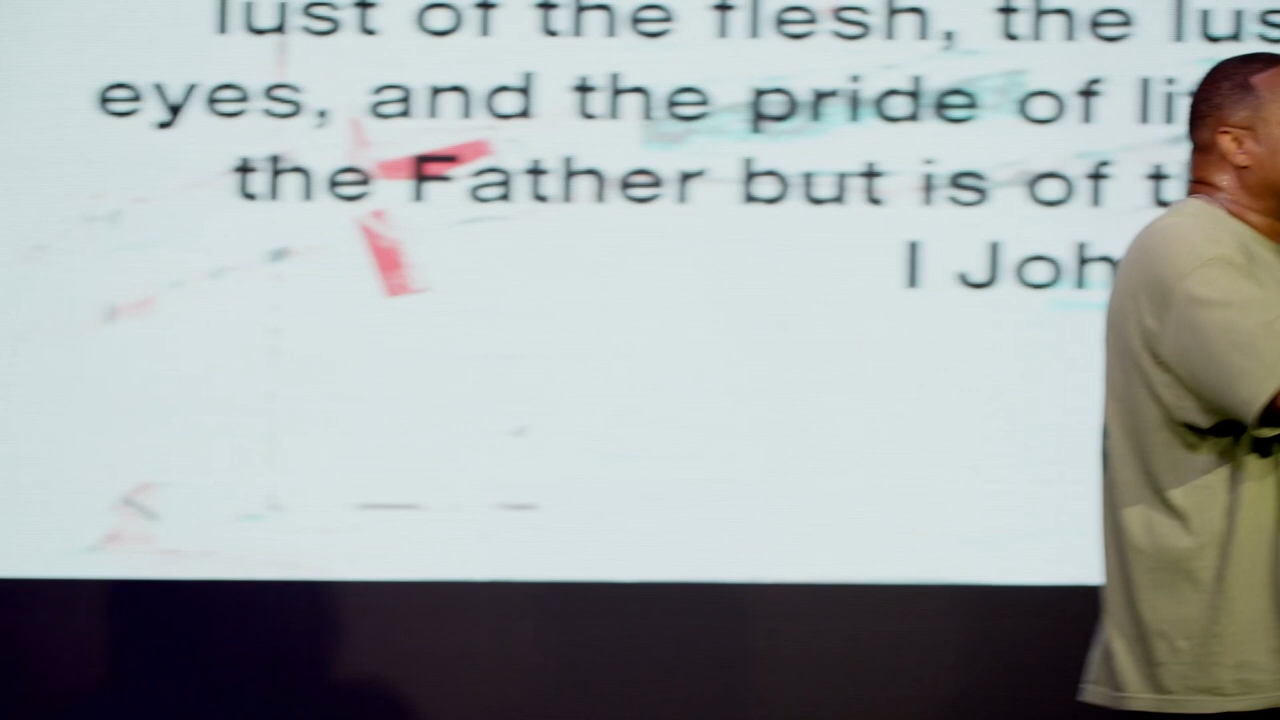 lust of the flesh, the lus
eyes, and the pride of li
the Father but is of t
I Joh